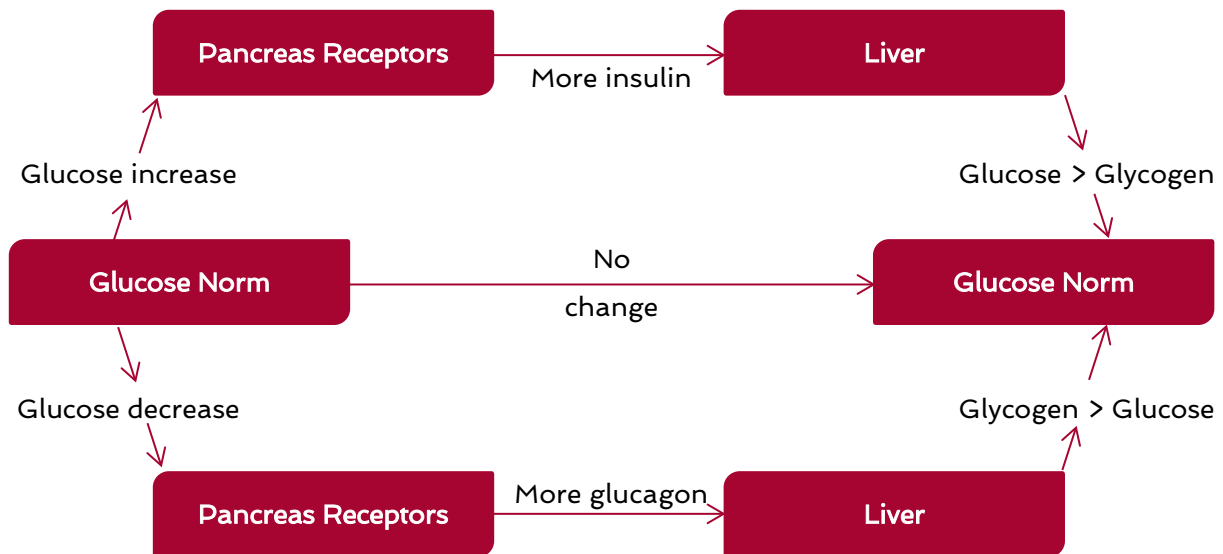 Pancreas Receptors
More insulin
Liver
Glucose increase
Glucose > Glycogen
Glucose Norm
No
change
Glucose Norm
Glucose decrease
Glycogen > Glucose
Pancreas Receptors
More glucagon
Liver